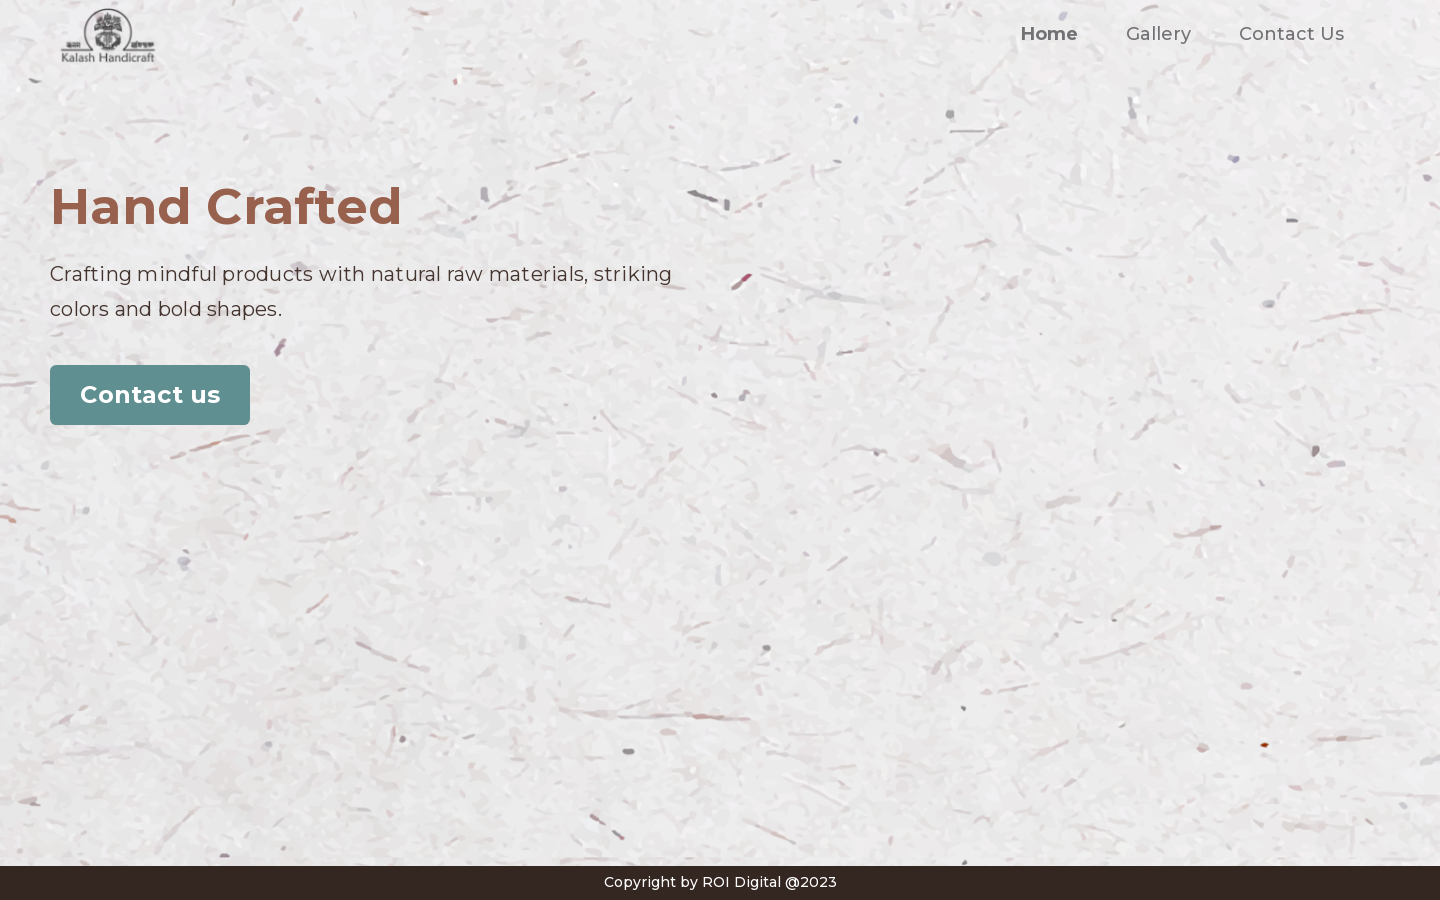 Kalash Handicraft
Home
Gallery
Contact Us
Hand Crafted
Crafting mindful products with natural raw materials, striking
colors and bold shapes.
Contact us
Copyright by ROI Digital @2023